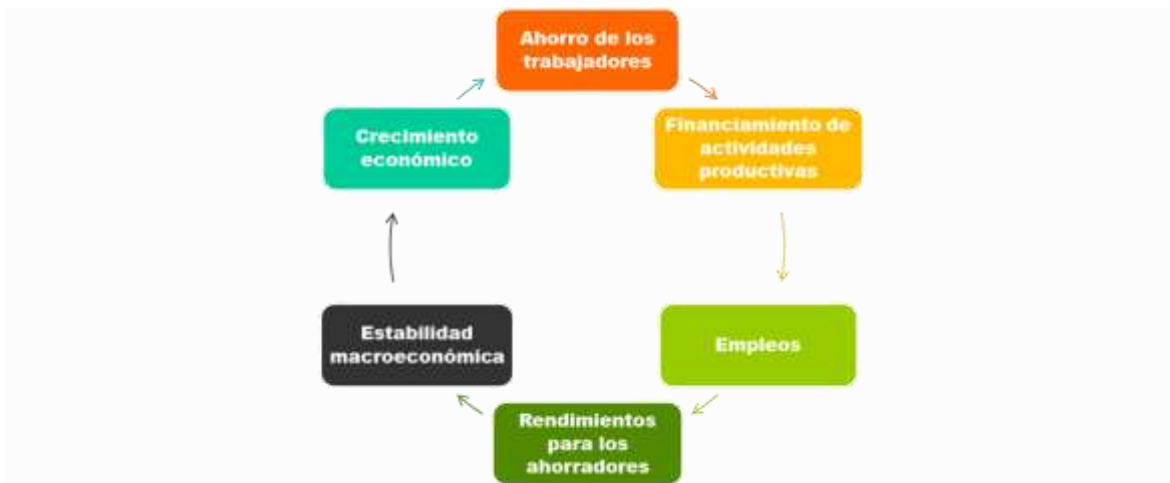 Ahorro de los
trabajadores
Financiamiento de
actividades
productivas
Empleos
Rendimientos
para los
ahorradores
Estabilidad
macroeconómica
Crecimiento
económico